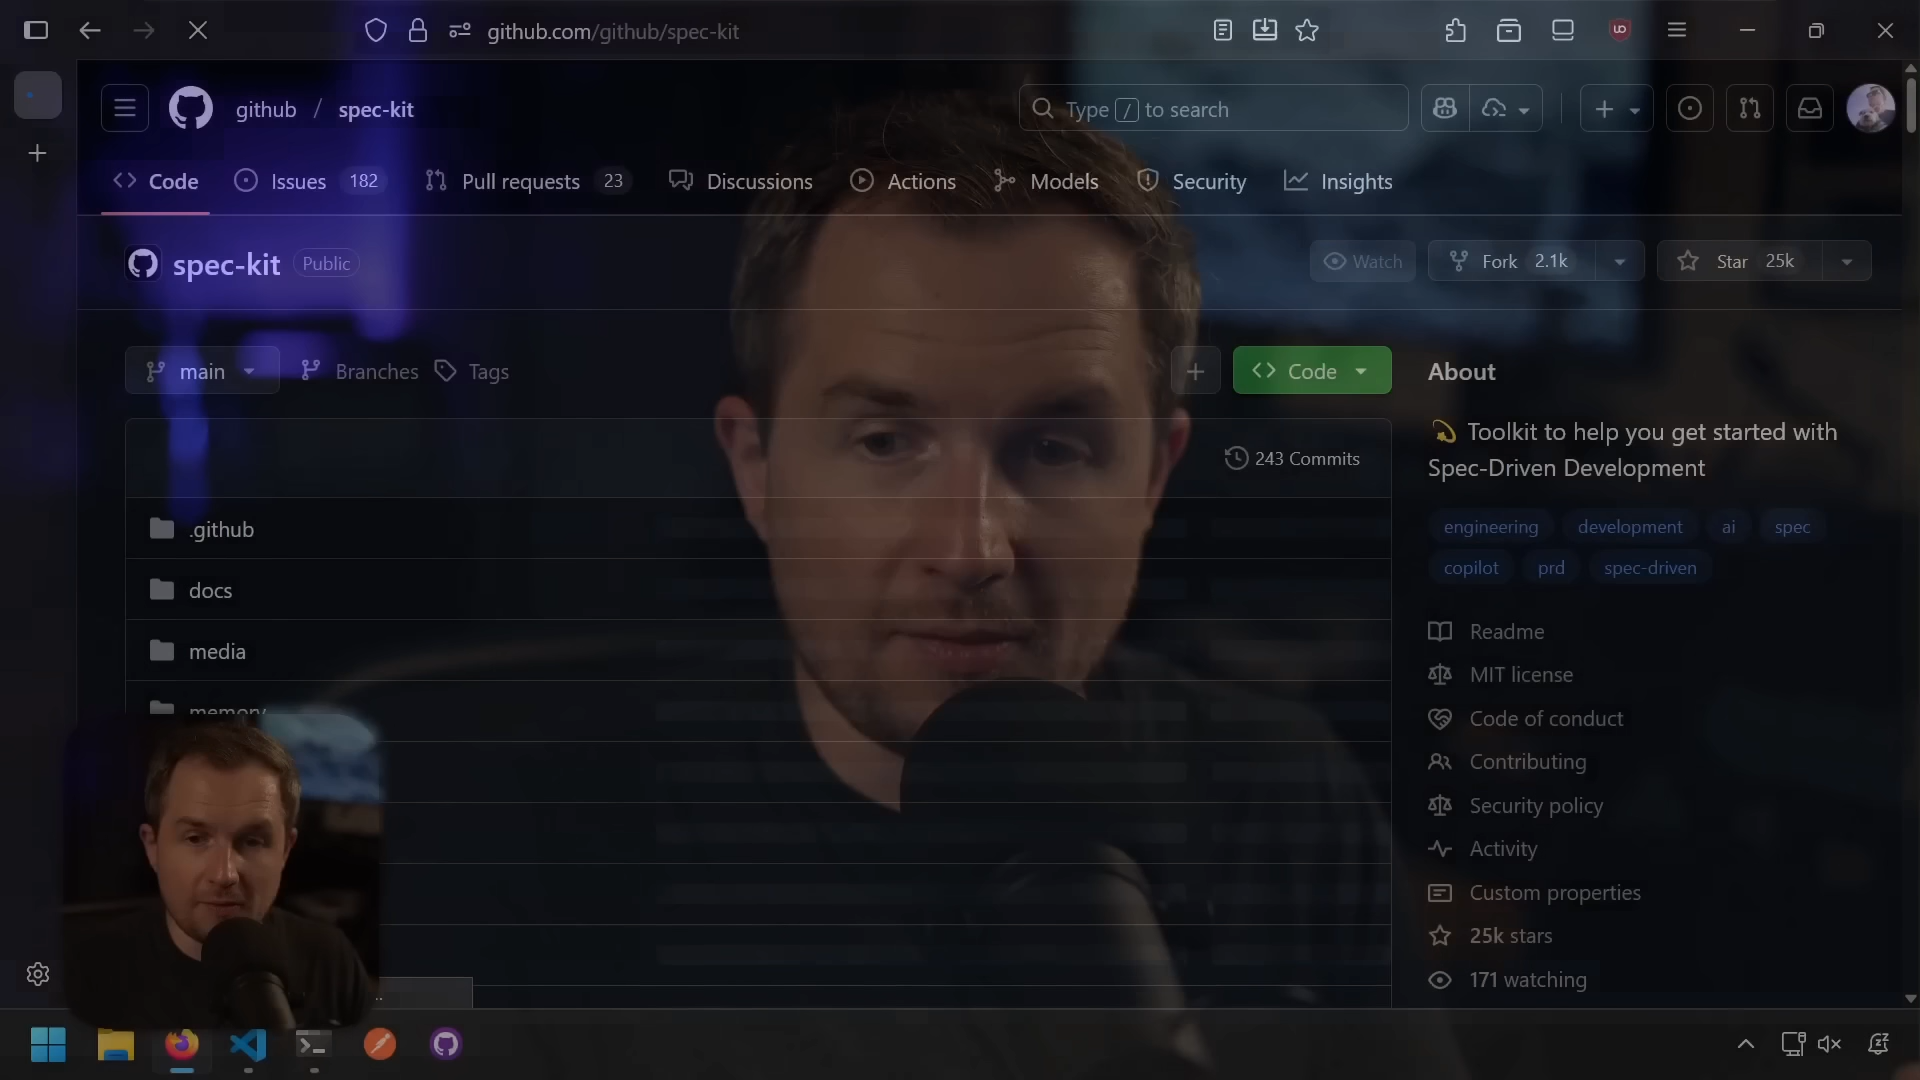 github.com/github/spec-kit
github / spec-kit
Type / to search
Code
Issues 182
Pull requests 23
Discussions
Actions
Models
Security
Insights
spec-kit Public
Watch
Fork 2.1k
Star 25k
main
Branches
Tags
Code
243 Commits
.github
docs
media
memory
About
Toolkit to help you get started with
Spec-Driven Development
engineering development ai spec
copilot prd spec-driven
Readme
MIT license
Code of conduct
Contributing
Security policy
Activity
Custom properties
25k stars
171 watching